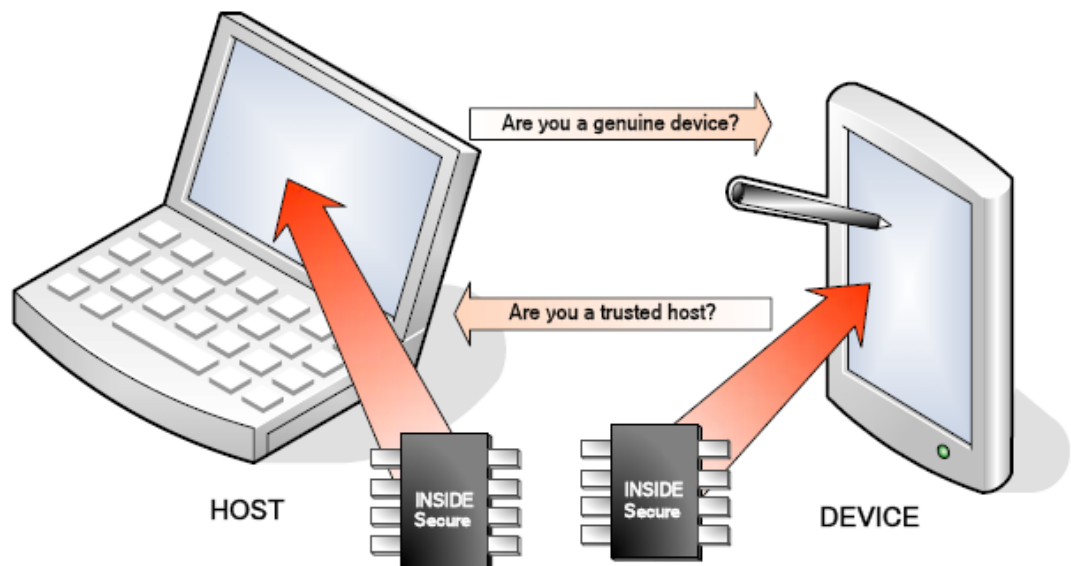 Are you a genuine device?
Are you a trusted host?
INSIDE
Secure
INSIDE
Secure
HOST
DEVICE